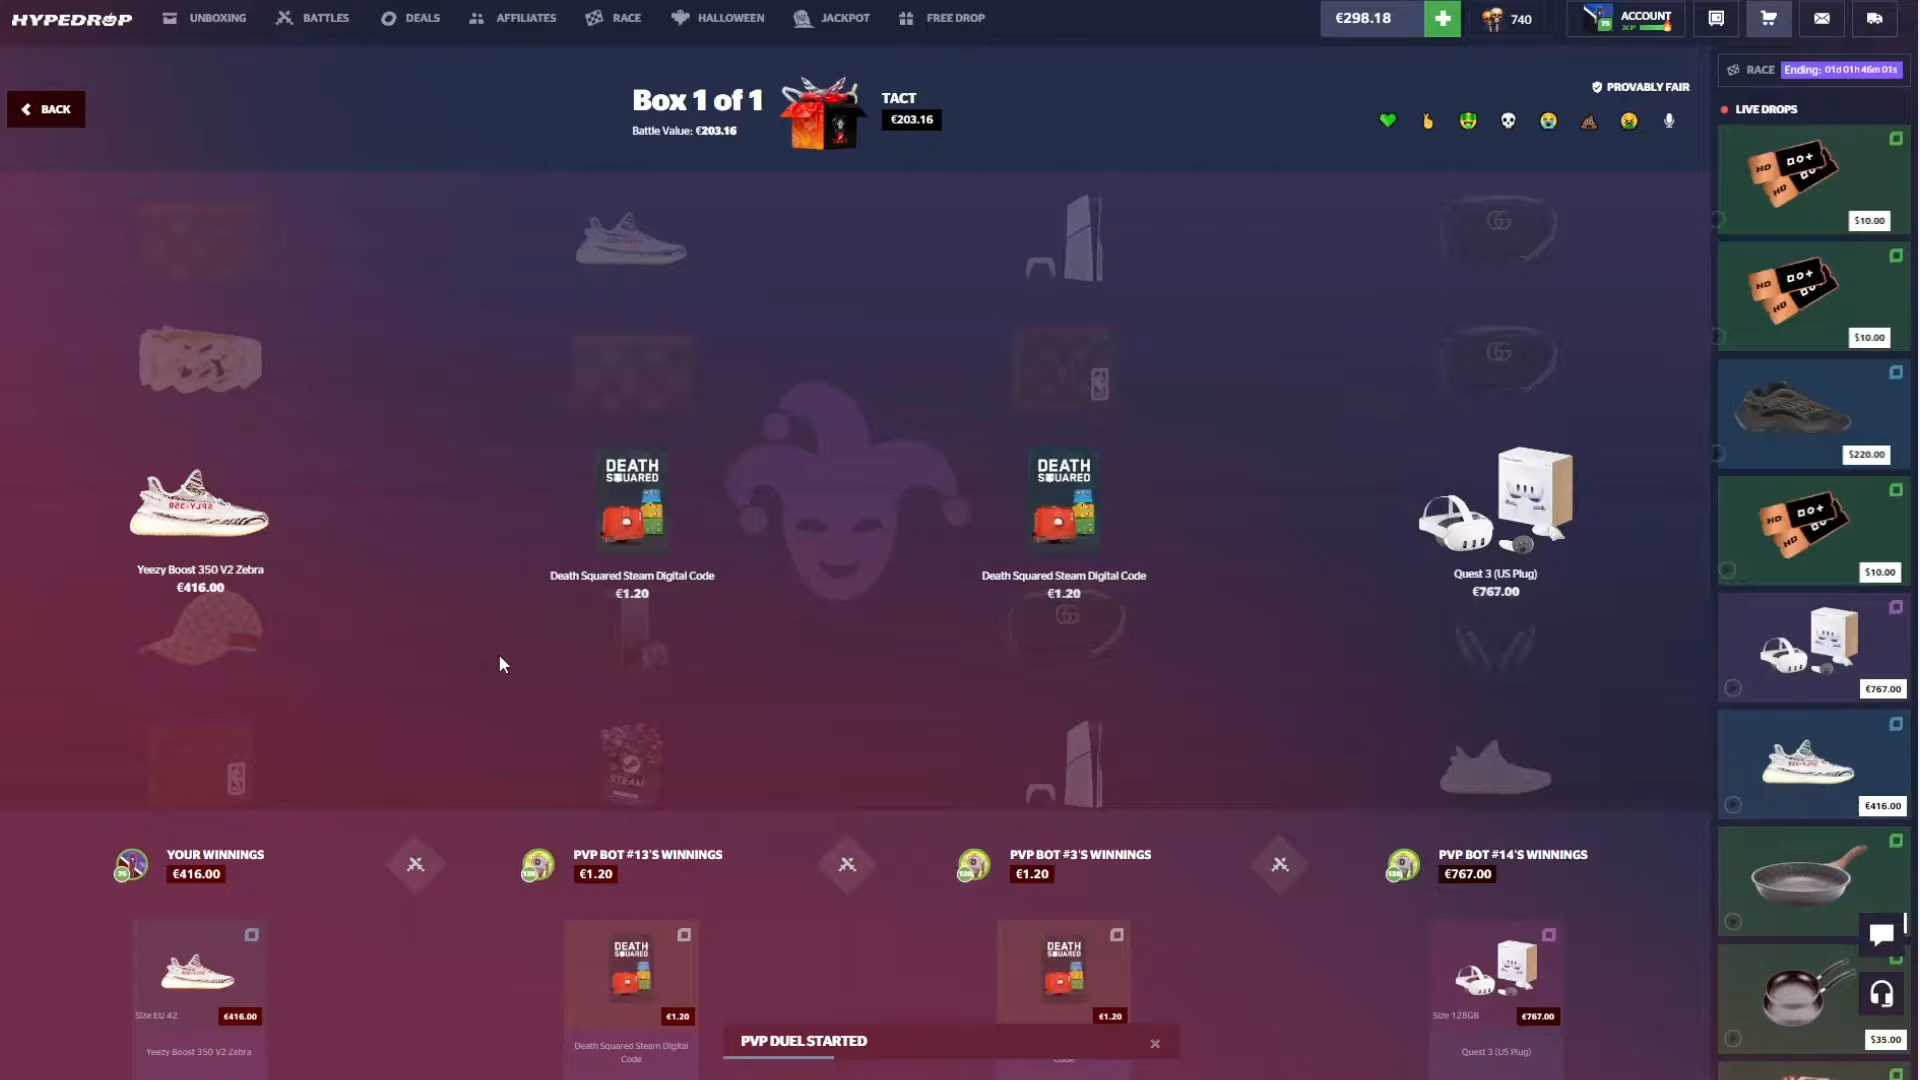 HYPEDROP
UNBOXING
BATTLES
DEALS
AFFILIATES
RACE
HALLOWEEN
JACKPOT
FREE DROP
€298.18
740
75
ACCOUNT
XP
BACK
Box 1 of 1
Battle Value: €203.16
TACT
€203.16
PROVABLY FAIR
RACE
Ending: 01d 01h 46m 01s
LIVE DROPS
$10.00
$10.00
$220.00
$10.00
€767.00
€416.00
$35.00
DEATH
SQUARED
DEATH
SQUARED
Yeezy Boost 350 V2 Zebra
€416.00
Death Squared Steam Digital Code
€1.20
Death Squared Steam Digital Code
€1.20
Quest 3 (US Plug)
€767.00
STEAM
YOUR WINNINGS
€416.00
PVP BOT #13'S WINNINGS
€1.20
PVP BOT #3'S WINNINGS
€1.20
PVP BOT #14'S WINNINGS
€767.00
DEATH
SQUARED
DEATH
SQUARED
Size EU 42
€416.00
€1.20
€1.20
Size 128GB
€767.00
Yeezy Boost 350 V2 Zebra
Death Squared Steam Digital
Code
Code
Quest 3 (US Plug)
PVP DUEL STARTED